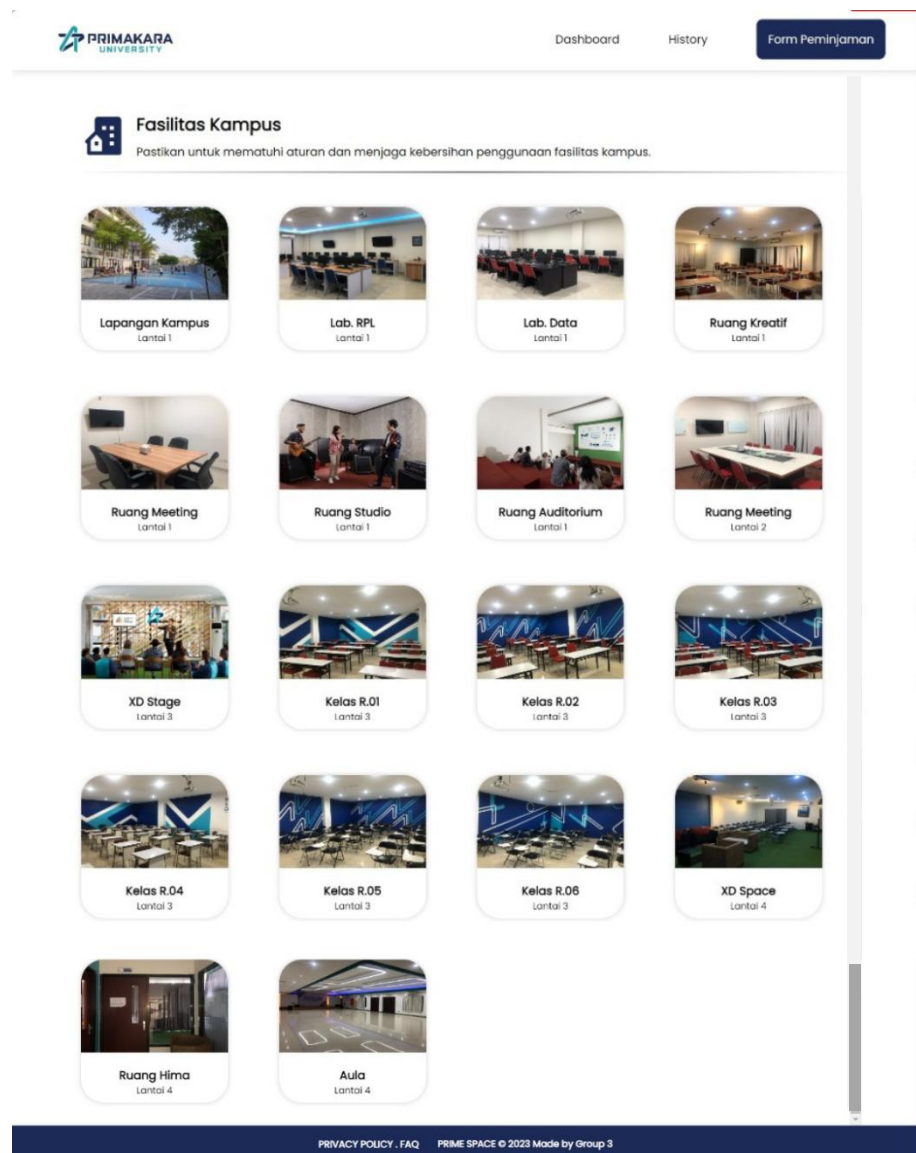 PRIMAKARA
UNIVERSITY
Dashboard
History
Form Peminjaman
Fasilitas Kampus
Pastikan untuk mematuhi aturan dan menjaga kebersihan penggunaan fasilitas kampus.
Lapangan Kampus
Lantai 1
Lab. RPL
Lantai 1
Lab. Data
Lantai 1
Ruang Kreatif
Lantai 1
Ruang Meeting
Lantai 1
Ruang Studio
Lantai 1
Ruang Auditorium
Lantai 1
Ruang Meeting
Lantai 2
XD Stage
Lantai 3
Kelas R.01
Lantai 3
Kelas R.02
Lantai 3
Kelas R.03
Lantai 3
Kelas R.04
Lantai 3
Kelas R.05
Lantai 3
Kelas R.06
Lantai 3
XD Space
Lantai 4
Ruang Hima
Lantai 4
Aula
Lantai 4
PRIVACY POLICY . FAQ PRIME SPACE © 2023 Made by Group 3